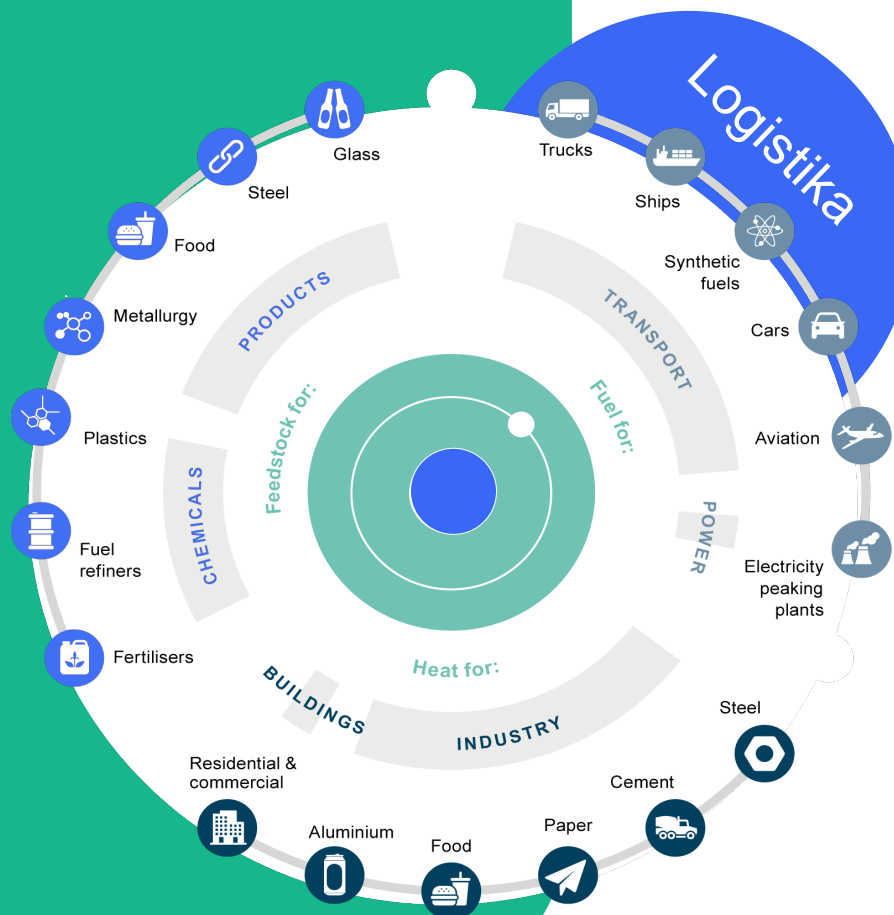 Logistika
Glass
Steel
Food
Metallurgy
Plastics
Fuel
refiners
Fertilisers
Trucks
Ships
Synthetic
fuels
Cars
Aviation
Electricity
peaking
plants
PRODUCTS
CHEMICALS
Feedstock for:
TRANSPORT
Fuel for:
POWER
Heat for:
BUILDINGS
INDUSTRY
Residential &
commercial
Aluminium
Food
Paper
Cement
Steel